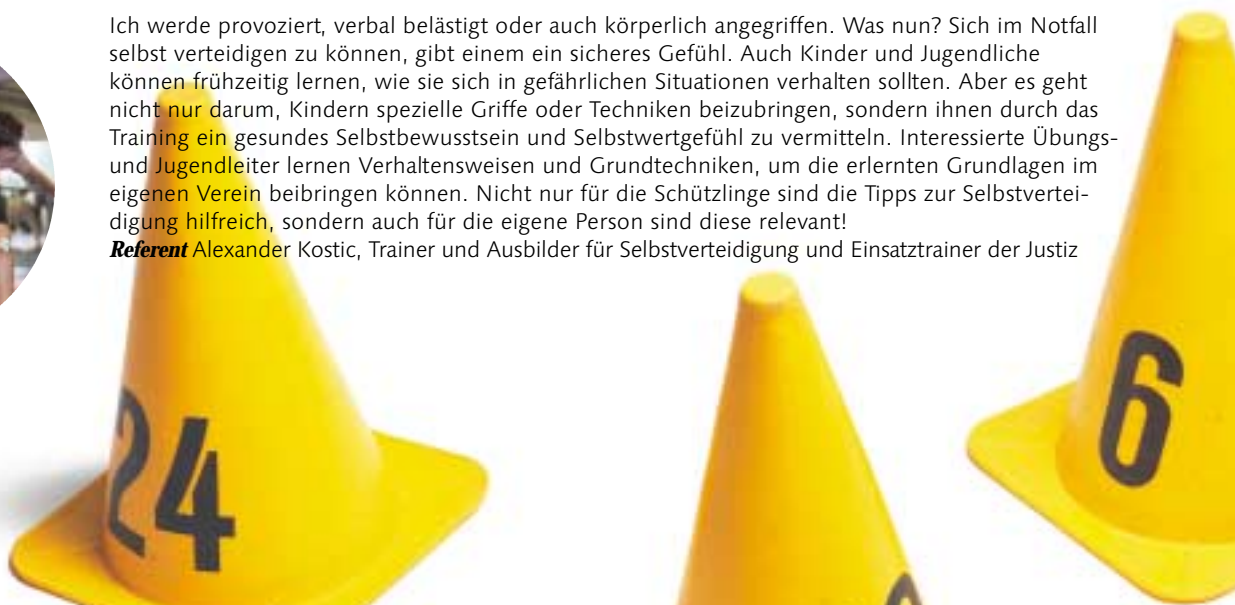 Ich werde provoziert, verbal belästigt oder auch körperlich angegriffen. Was nun? Sich im Notfall
selbst verteidigen zu können, gibt einem ein sicheres Gefühl. Auch Kinder und Jugendliche
können frühzeitig lernen, wie sie sich in gefährlichen Situationen verhalten sollten. Aber es geht
nicht nur darum, Kindern spezielle Griffe oder Techniken beizubringen, sondern ihnen durch das
Training ein gesundes Selbstbewusstsein und Selbstwertgefühl zu vermitteln. Interessierte Übungs-
und Jugendleiter lernen Verhaltensweisen und Grundtechniken, um die erlernten Grundlagen im
eigenen Verein beibringen können. Nicht nur für die Schützlinge sind die Tipps zur Selbstvertei-
digung hilfreich, sondern auch für die eigene Person sind diese relevant!
Referent Alexander Kostic, Trainer und Ausbilder für Selbstverteidigung und Einsatztrainer der Justiz
6
24